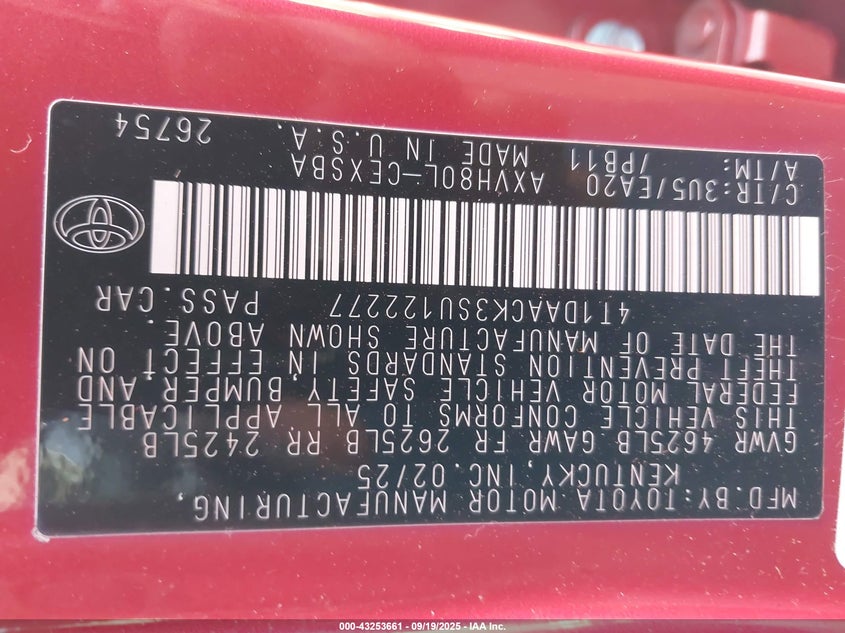 MFD.BY:TOYOTA MOTOR MANUFACTURING,
KENTUCKY,INC.02/25
GVWR 4625LB GAWR FR 2625LB RR 2425LB
THIS VEHICLE CONFORMS TO ALL APPLICABLE
FEDERAL MOTOR VEHICLE SAFETY,BUMPER,AND
THEFT PREVENTION STANDARDS IN EFFECT ON
THE DATE OF MANUFACTURE SHOWN ABOVE.
4T1DAACK3SU122277 PASS.CAR
C/TR:3U5/EA20 AXVH80L-CEXSBA
A/TM: /PB11 MADE IN U.S.A. 26754
000-43253661 - 09/19/2025 - IAA Inc.